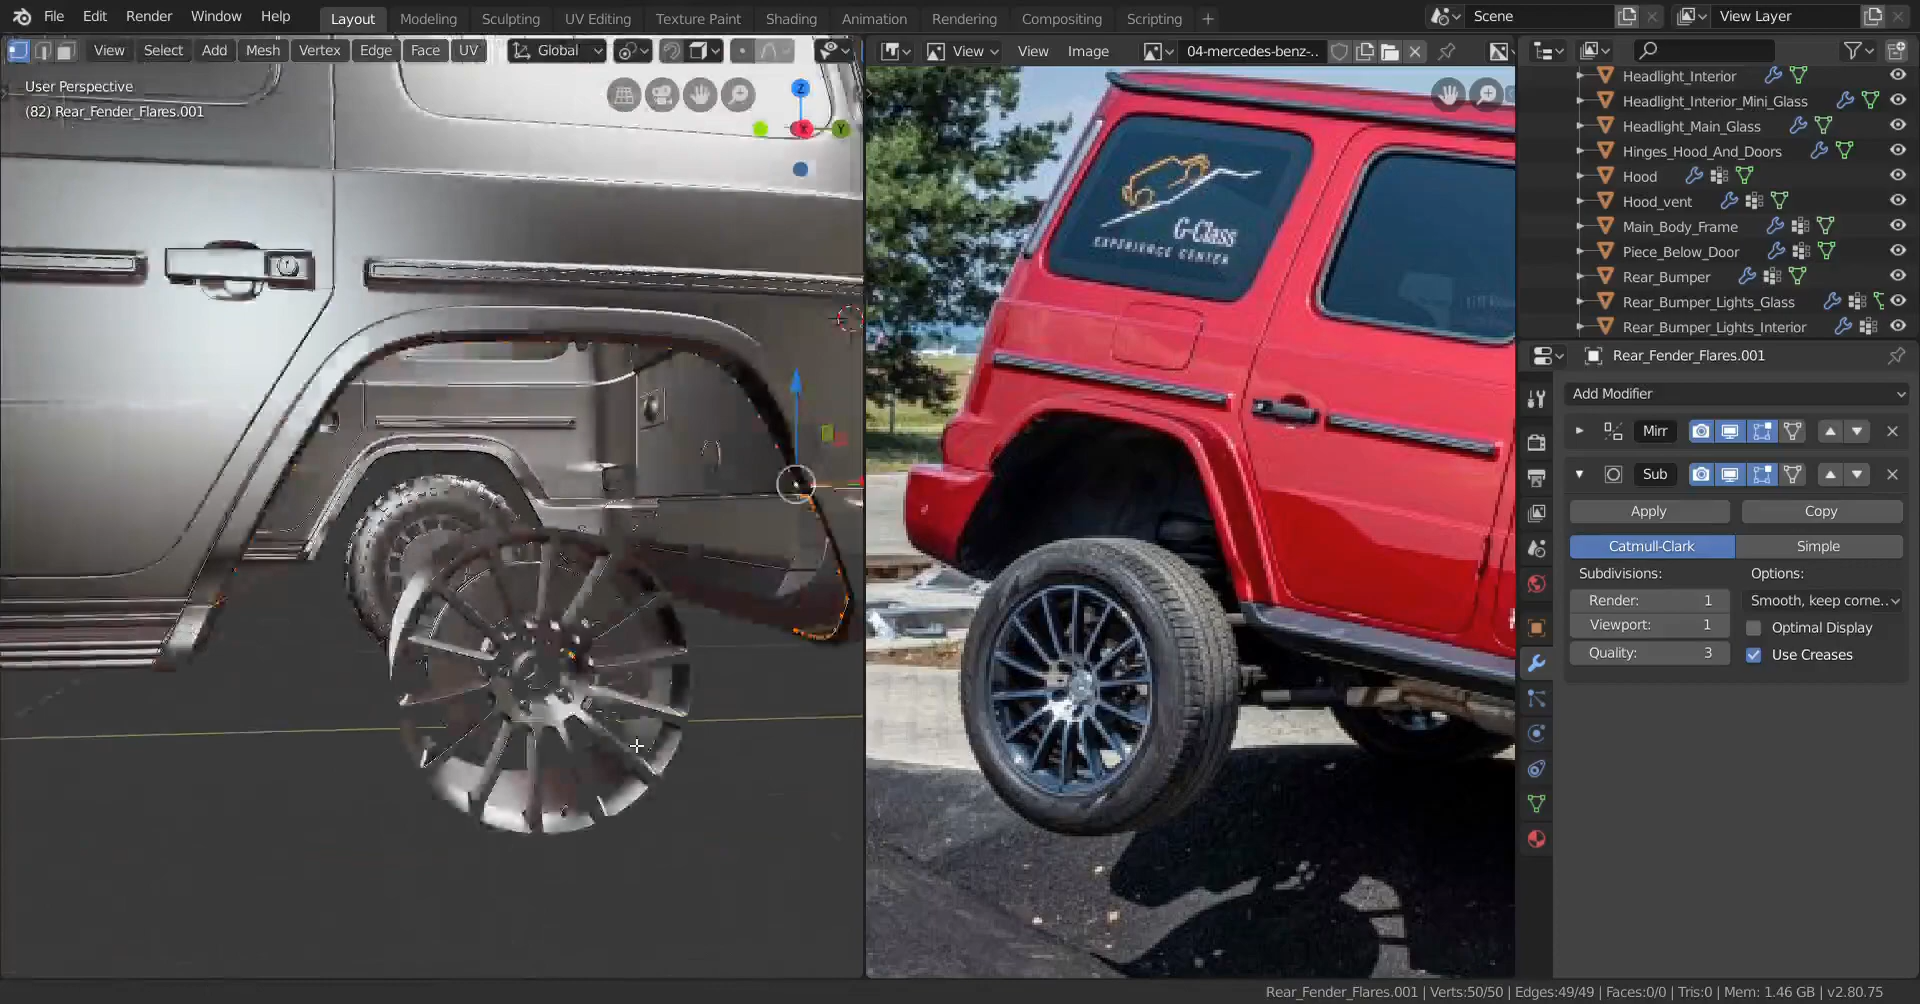 File Edit Render Window Help Layout Modeling Sculpting UV Editing Texture Paint Shading Animation Rendering Compositing Scripting + Scene View Layer
View Select Add Mesh Vertex Edge Face UV Global View View Image 04-mercedes-benz-..
User Perspective
(82) Rear_Fender_Flares.001
Z
X
Y
G-Class
EXPERIENCE CENTER
Headlight_Interior
Headlight_Interior_Mini_Glass
Headlight_Main_Glass
Hinges_Hood_And_Doors
Hood
Hood_vent
Main_Body_Frame
Piece_Below_Door
Rear_Bumper
Rear_Bumper_Lights_Glass
Rear_Bumper_Lights_Interior
Rear_Fender_Flares.001
Add Modifier
Mirr
Sub
Apply Copy
Catmull-Clark Simple
Subdivisions: Options:
Render: 1 Smooth, keep corne..
Viewport: 1 Optimal Display
Quality: 3 Use Creases
Rear_Fender_Flares.001 | Verts:50/50 | Edges:49/49 | Faces:0/0 | Tris:0 | Mem: 1.46 GB | v2.80.75